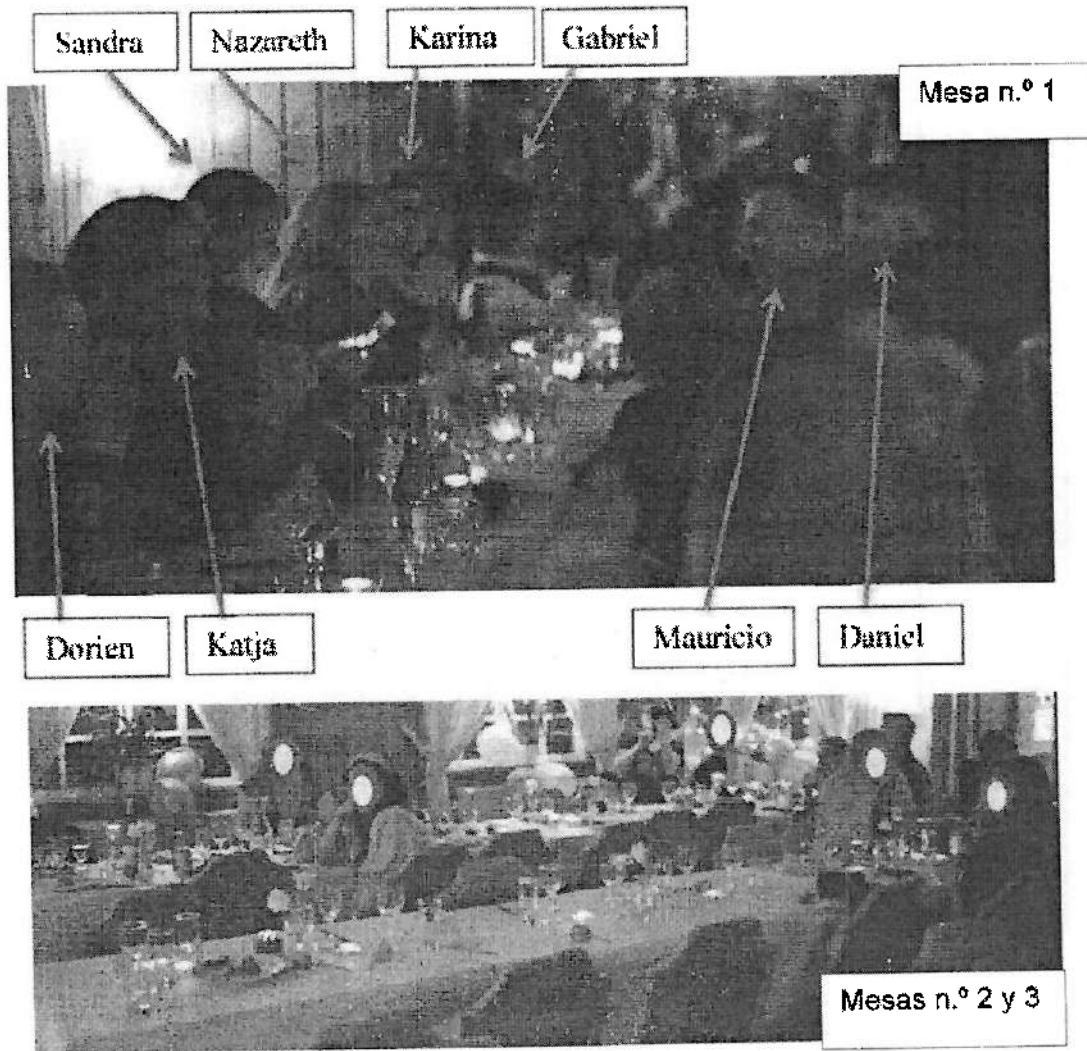 Sandra
Nazareth
Karina
Gabriel
Mesa n.º 1
Dorien
Katja
Mauricio
Daniel
Mesas n.º 2 y 3